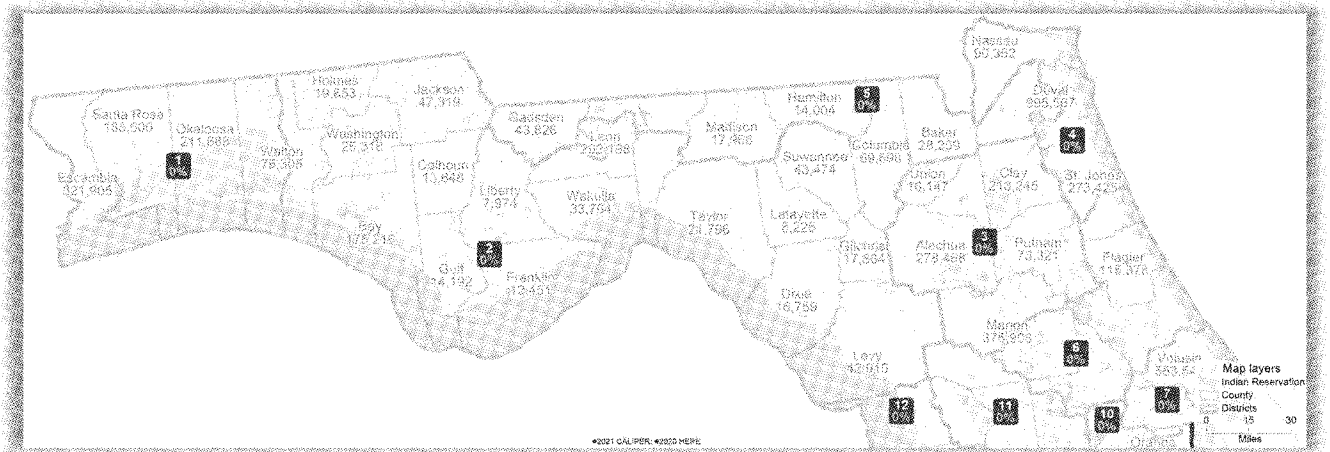 Nassau
90,352
Holmes
19,653
Jackson
47,319
Hamilton
14,004
5
0%
Duval
995,567
Santa Rosa
188,000
Okaloosa
211,668
Gadsden
43,826
Leon
Madison
17,968
Baker
28,259
4
0%
Washington
25,318
Walton
75,305
1
0%
Columbia
69,698
Suwannee
43,474
Calhoun
13,648
Union
16,147
Clay
218,245
St. Johns
273,425
Escambia
321,905
Liberty
7,974
Wakulla
33,764
Taylor
21,796
Lafayette
8,226
Bay
175,216
Gilchrist
17,864
Alachua
278,468
3
0%
Putnam
73,321
Flagler
115,378
2
0%
Gulf
14,192
Franklin
12,451
Dixie
16,759
Marion
375,908
Levy
42,915
6
0%
Volusia
Map layers
Indian Reservation
County
Districts
12
0%
11
0%
10
0%
7
0%
0 15 30
Miles
Orange
©2021 CALIPER; ©2020 HERE